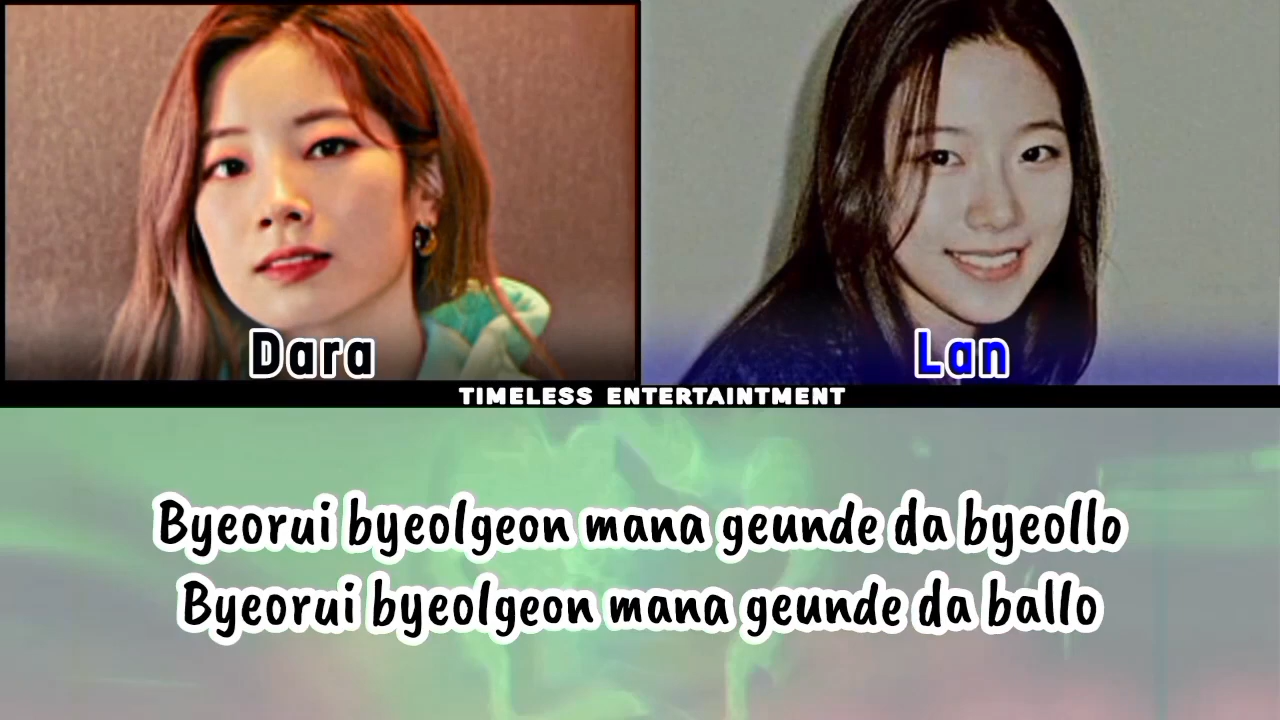 Dara
Lan
TIMELESS ENTERTAINTMENT
Byeorui byeolgeon mana geunde da byeollo
Byeorui byeolgeon mana geunde da ballo